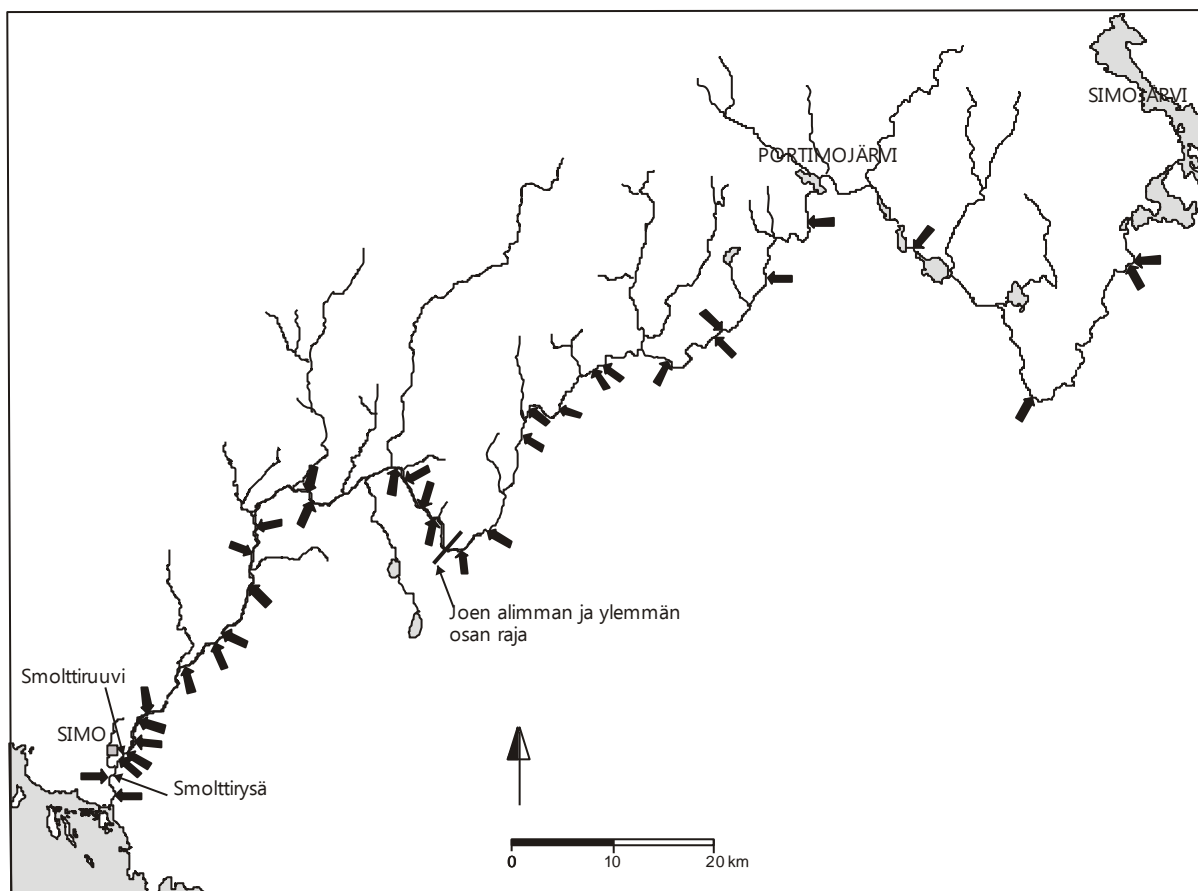 SIMOJÄRVI
PORTIMOJÄRVI
Joen alimman ja ylemmän
osan raja
Smolttiruuvi
SIMO
Smolttirysä
0 10 20 km